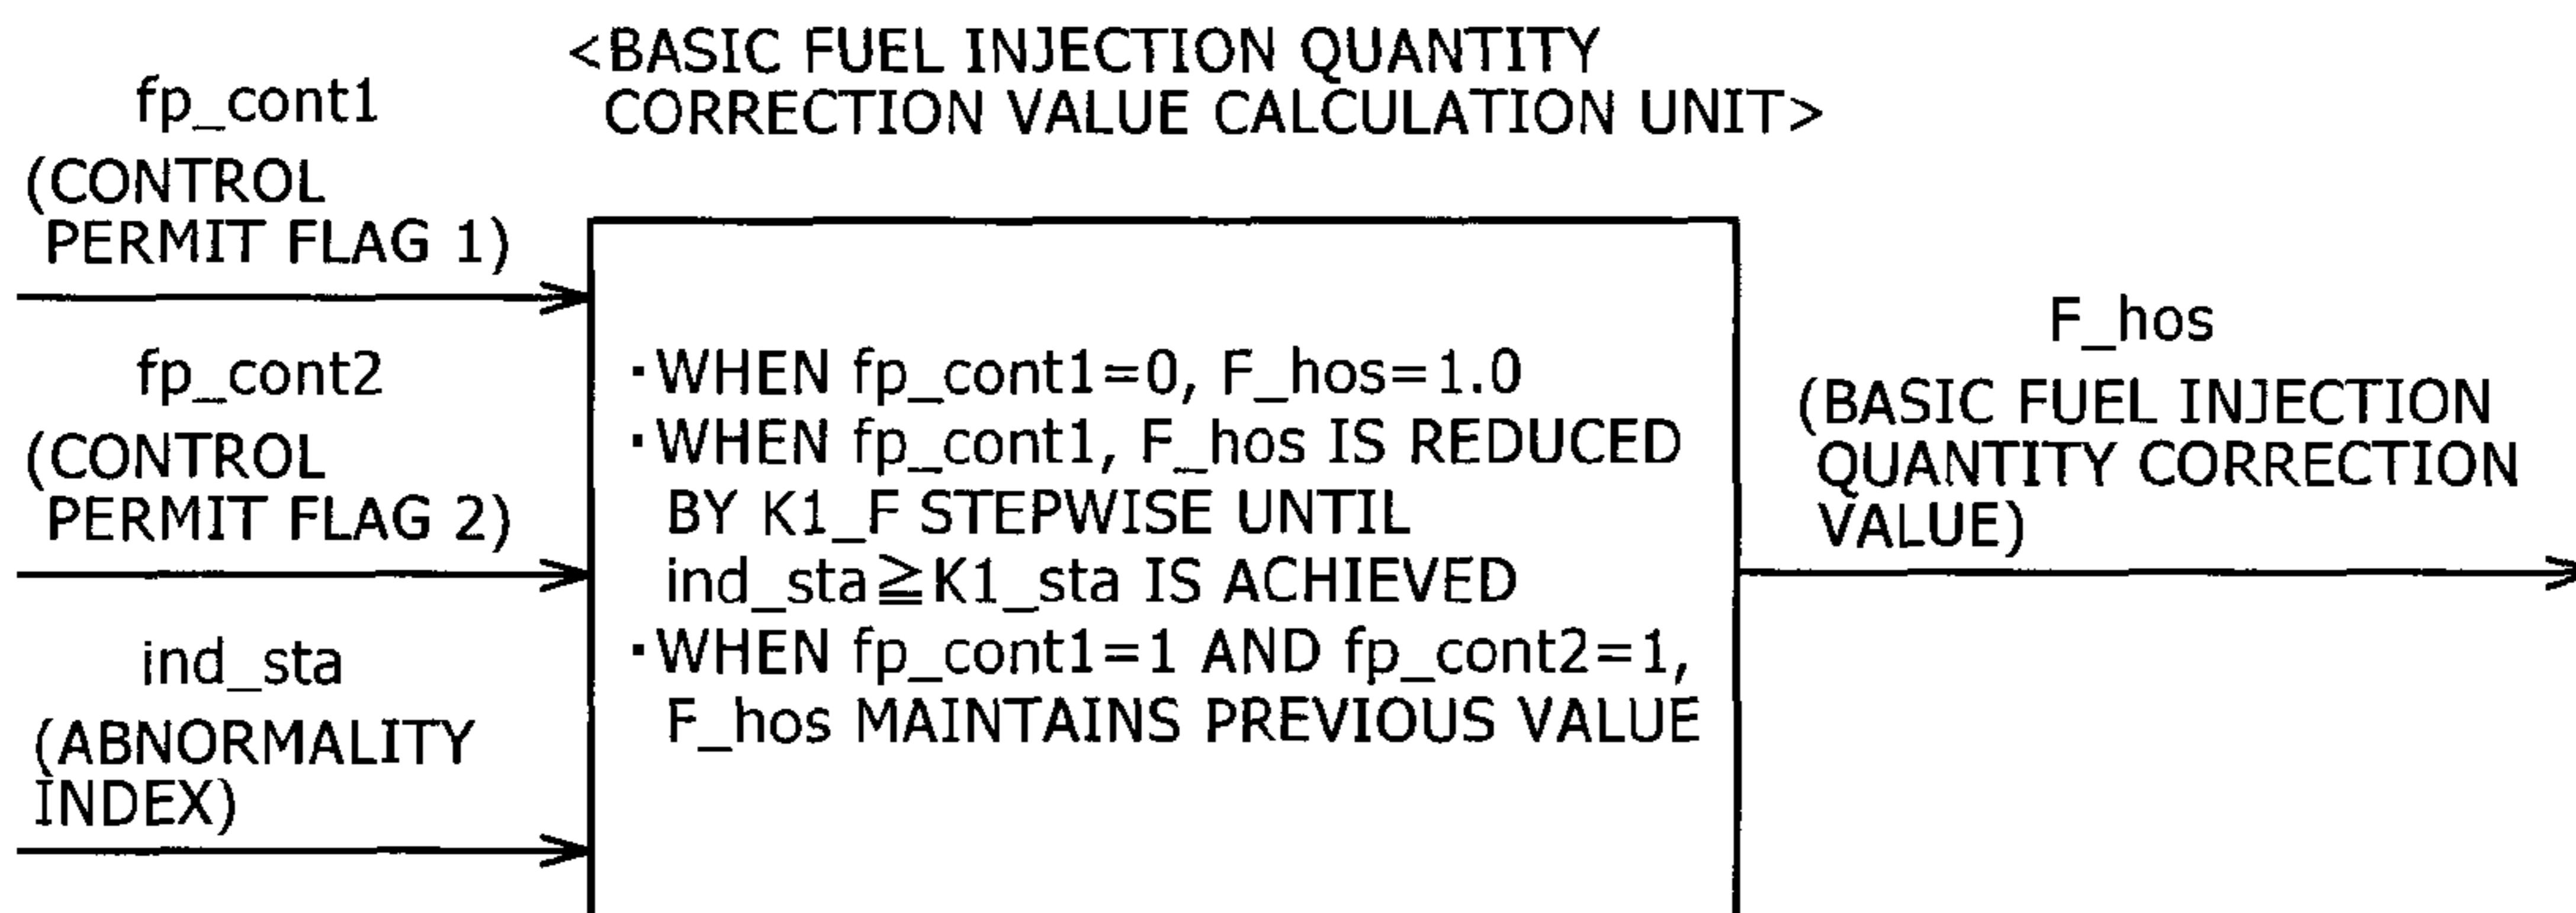 <BASIC FUEL INJECTION QUANTITY
CORRECTION VALUE CALCULATION UNIT>
fp_cont1
(CONTROL
PERMIT FLAG 1)
fp_cont2
(CONTROL
PERMIT FLAG 2)
ind_sta
(ABNORMALITY
INDEX)
·WHEN fp_cont1=0, F_hos=1.0
·WHEN fp_cont1, F_hos IS REDUCED
BY K1_F STEPWISE UNTIL
ind_sta≧K1_sta IS ACHIEVED
·WHEN fp_cont1=1 AND fp_cont2=1,
F_hos MAINTAINS PREVIOUS VALUE
F_hos
(BASIC FUEL INJECTION
QUANTITY CORRECTION
VALUE)